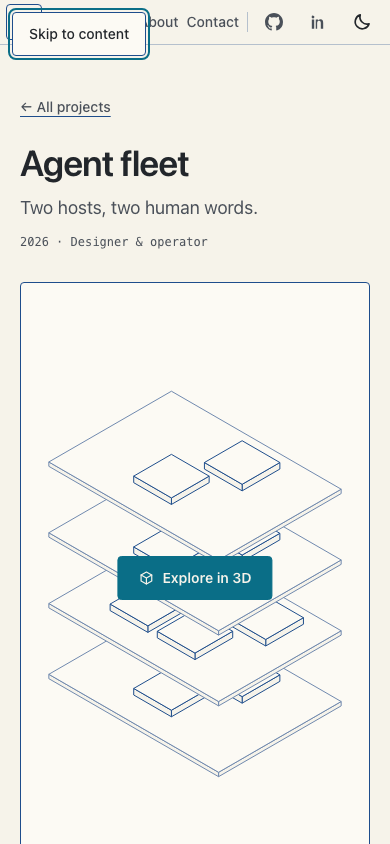 Skip to content
About Contact
← All projects
Agent fleet
Two hosts, two human words.
2026 · Designer & operator
Explore in 3D